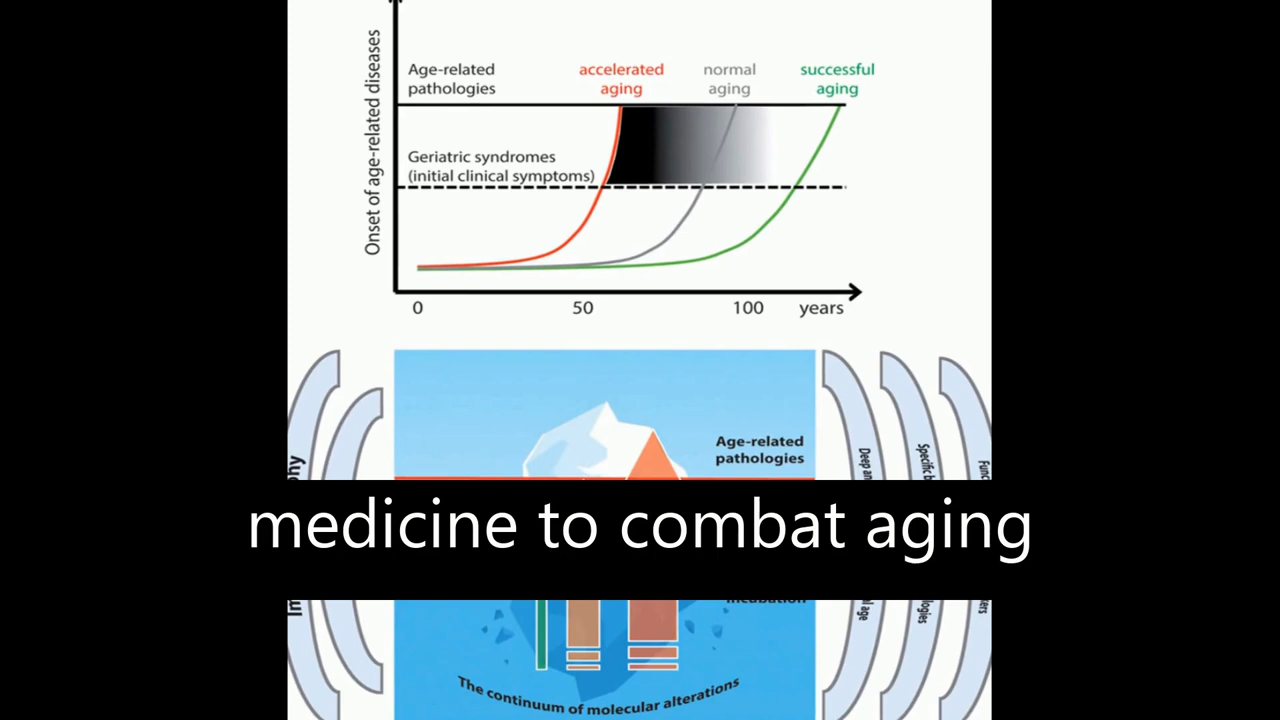 Onset of age-related diseases
Age-related
pathologies
accelerated
aging
normal
aging
successful
aging
Geriatric syndromes
(initial clinical symptoms)
0
50
100
years
Age-related
pathologies
medicine to combat aging
The continuum of molecular alterations